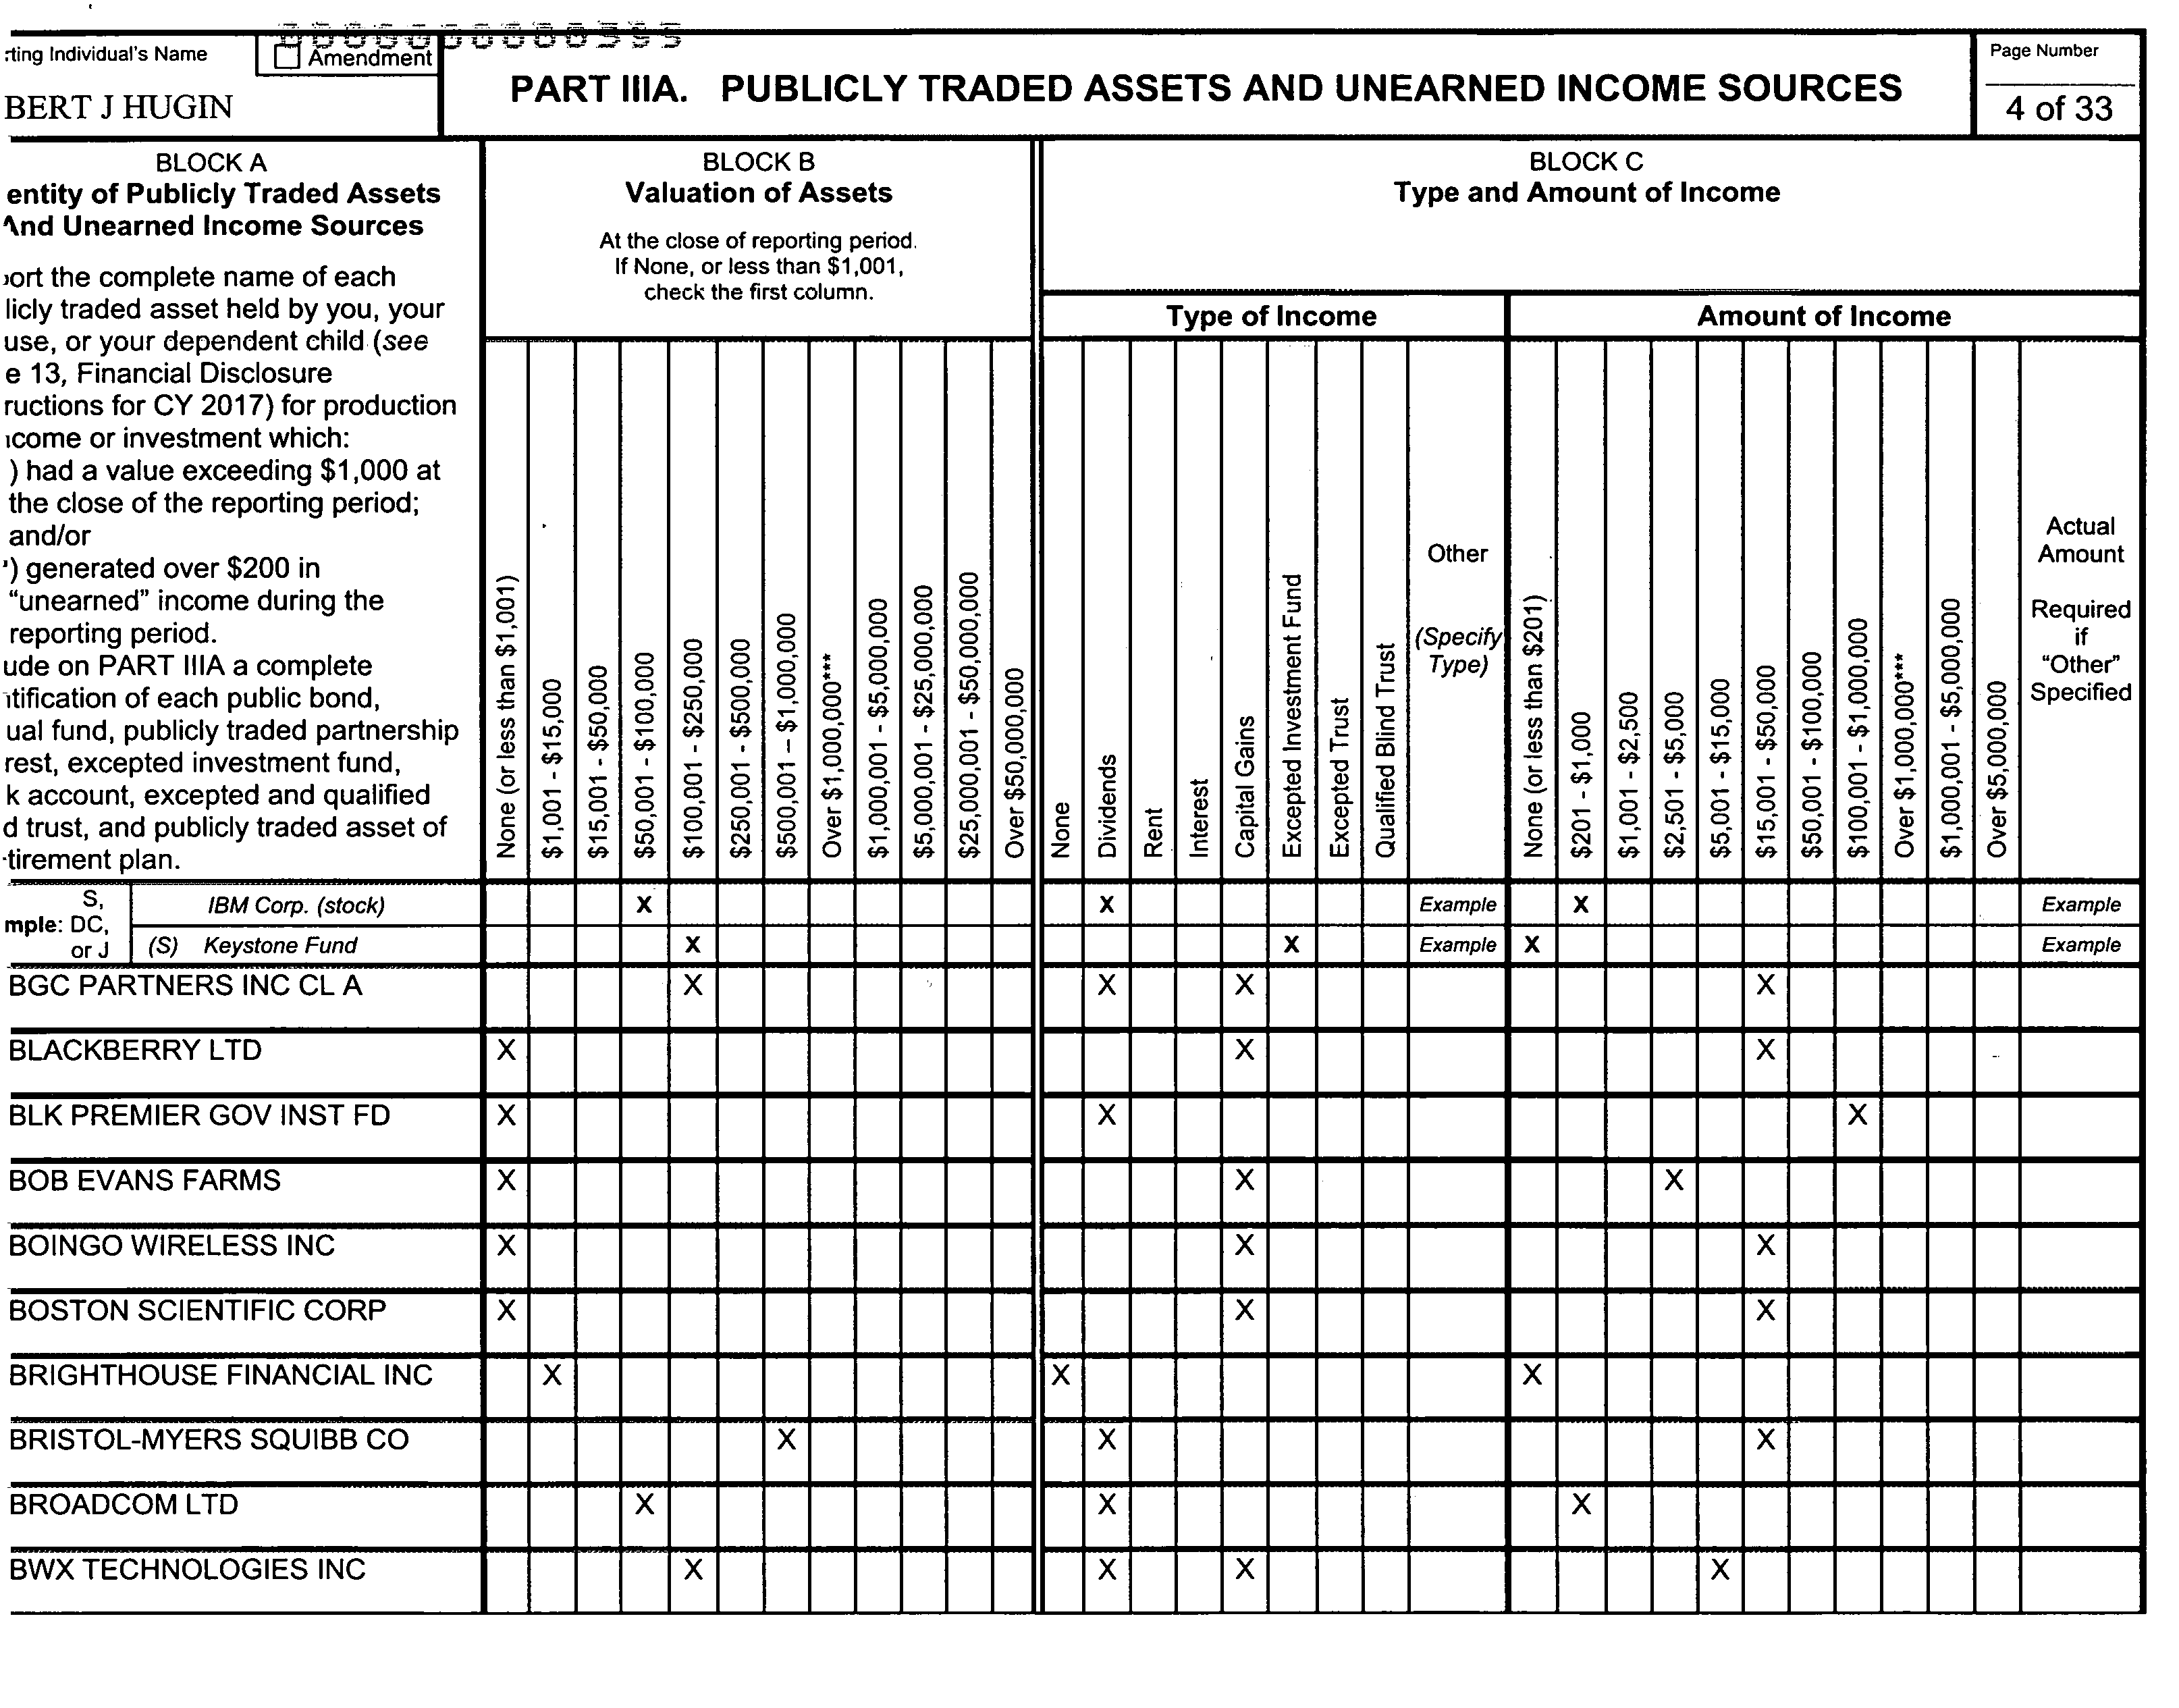 rting Individual's Name
Amendment
BERT J HUGIN
PART IIIA. PUBLICLY TRADED ASSETS AND UNEARNED INCOME SOURCES
Page Number
4 of 33
BLOCK A
entity of Publicly Traded Assets
And Unearned Income Sources
ort the complete name of each
licly traded asset held by you, your
use, or your dependent child (see
e 13, Financial Disclosure
ructions for CY 2017) for production
come or investment which:
) had a value exceeding $1,000 at
the close of the reporting period;
and/or
) generated over $200 in
“unearned” income during the
reporting period.
ude on PART IIIA a complete
ntification of each public bond,
ual fund, publicly traded partnership
rest, excepted investment fund,
k account, excepted and qualified
d trust, and publicly traded asset of
tirement plan.
BLOCK B
Valuation of Assets
At the close of reporting period.
If None, or less than $1,001,
check the first column.
BLOCK C
Type and Amount of Income
Type of Income
Amount of Income
None (or less than $1,001)
$1,001 - $15,000
$15,001 - $50,000
$50,001 - $100,000
$100,001 - $250,000
$250,001 - $500,000
$500,001 – $1,000,000
Over $1,000,000***
$1,000,001 - $5,000,000
$5,000,001 - $25,000,000
$25,000,001 - $50,000,000
Over $50,000,000
None
Dividends
Rent
Interest
Capital Gains
Excepted Investment Fund
Excepted Trust
Qualified Blind Trust
Other
(Specify
Type)
None (or less than $201)
$201 - $1,000
$1,001 - $2,500
$2,501 - $5,000
$5,001 - $15,000
$15,001 - $50,000
$50,001 - $100,000
$100,001 - $1,000,000
Over $1,000,000***
$1,000,001 - $5,000,000
Over $5,000,000
Actual
Amount
Required
if
“Other”
Specified
S,
mple: DC,
or J
IBM Corp. (stock) X X Example X Example
(S) Keystone Fund X X Example X Example
BGC PARTNERS INC CL A X X X X
BLACKBERRY LTD X X X
BLK PREMIER GOV INST FD X X X
BOB EVANS FARMS X X X
BOINGO WIRELESS INC X X X
BOSTON SCIENTIFIC CORP X X X
BRIGHTHOUSE FINANCIAL INC X X X
BRISTOL-MYERS SQUIBB CO X X X
BROADCOM LTD X X X
BWX TECHNOLOGIES INC X X X X